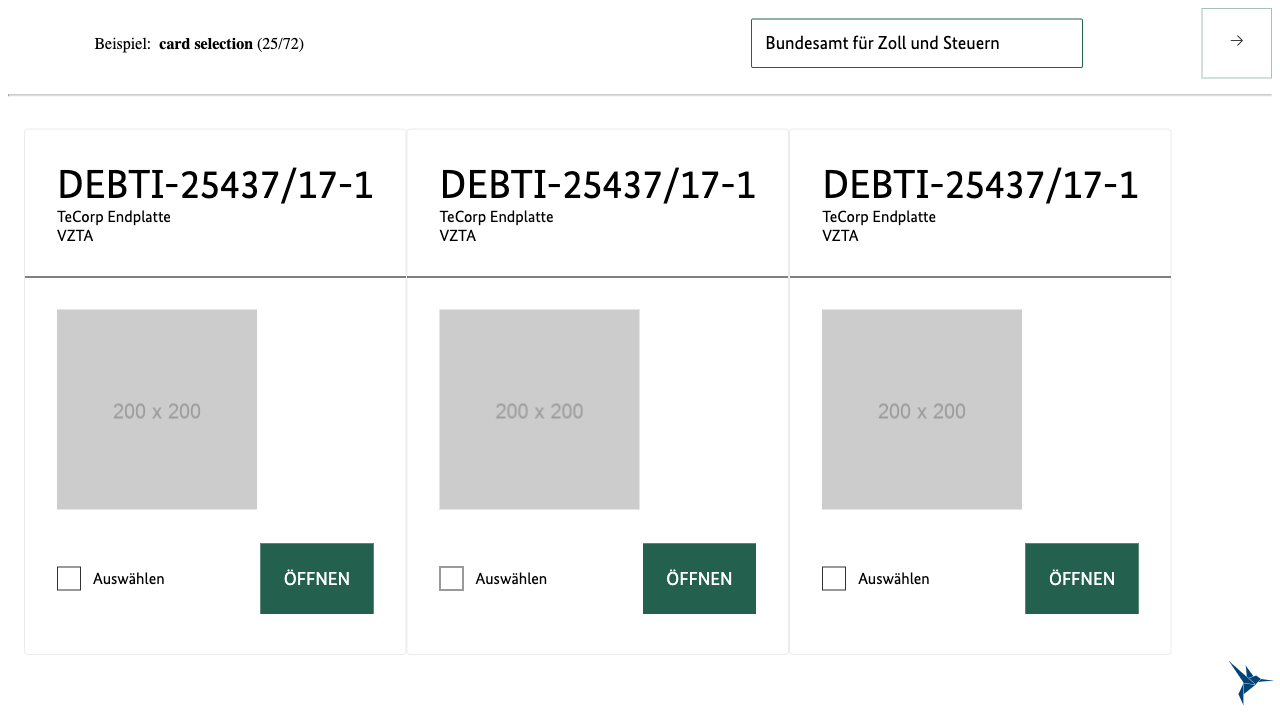 Beispiel: card selection (25/72)
Bundesamt für Zoll und Steuern
→
DEBTI-25437/17-1
TeCorp Endplatte
VZTA
200 x 200
Auswählen
ÖFFNEN
DEBTI-25437/17-1
TeCorp Endplatte
VZTA
200 x 200
Auswählen
ÖFFNEN
DEBTI-25437/17-1
TeCorp Endplatte
VZTA
200 x 200
Auswählen
ÖFFNEN